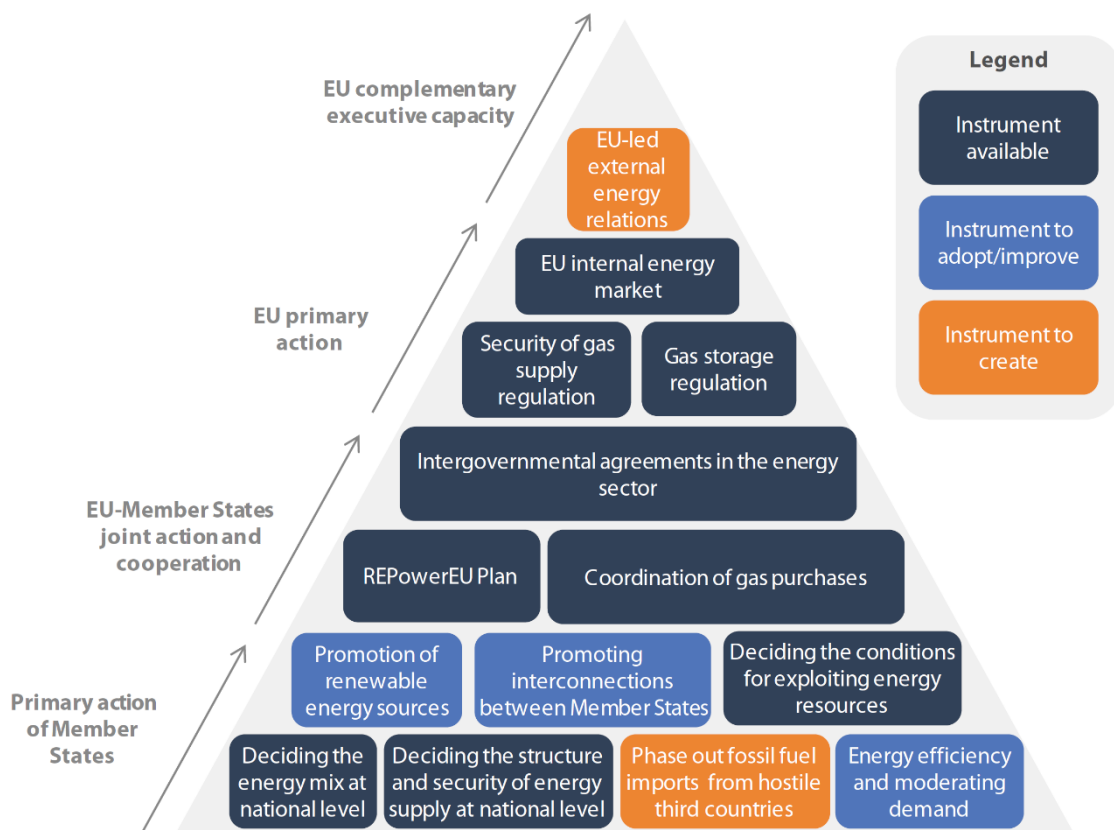 EU complementary
executive capacity
EU primary
action
EU-Member States
joint action and
cooperation
Primary action
of Member
States
EU-led
external
energy
relations
EU internal energy
market
Security of gas
supply
regulation
Gas storage
regulation
Intergovernmental agreements in the energy
sector
REPowerEU Plan
Coordination of gas purchases
Promotion of
renewable
energy sources
Promoting
interconnections
between Member States
Deciding the conditions
for exploiting energy
resources
Deciding the
energy mix at
national level
Deciding the structure
and security of energy
supply at national level
Phase out fossil fuel
imports from hostile
third countries
Energy efficiency
and moderating
demand
Legend
Instrument
available
Instrument to
adopt/improve
Instrument to
create